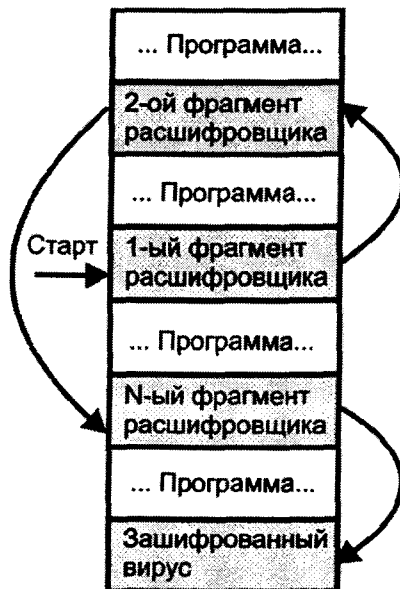 ... Программа...
2-ой фрагмент
расшифровщика
... Программа...
Старт
1-ый фрагмент
расшифровщика
... Программа...
N-ый фрагмент
расшифровщика
... Программа...
Зашифрованный
вирус